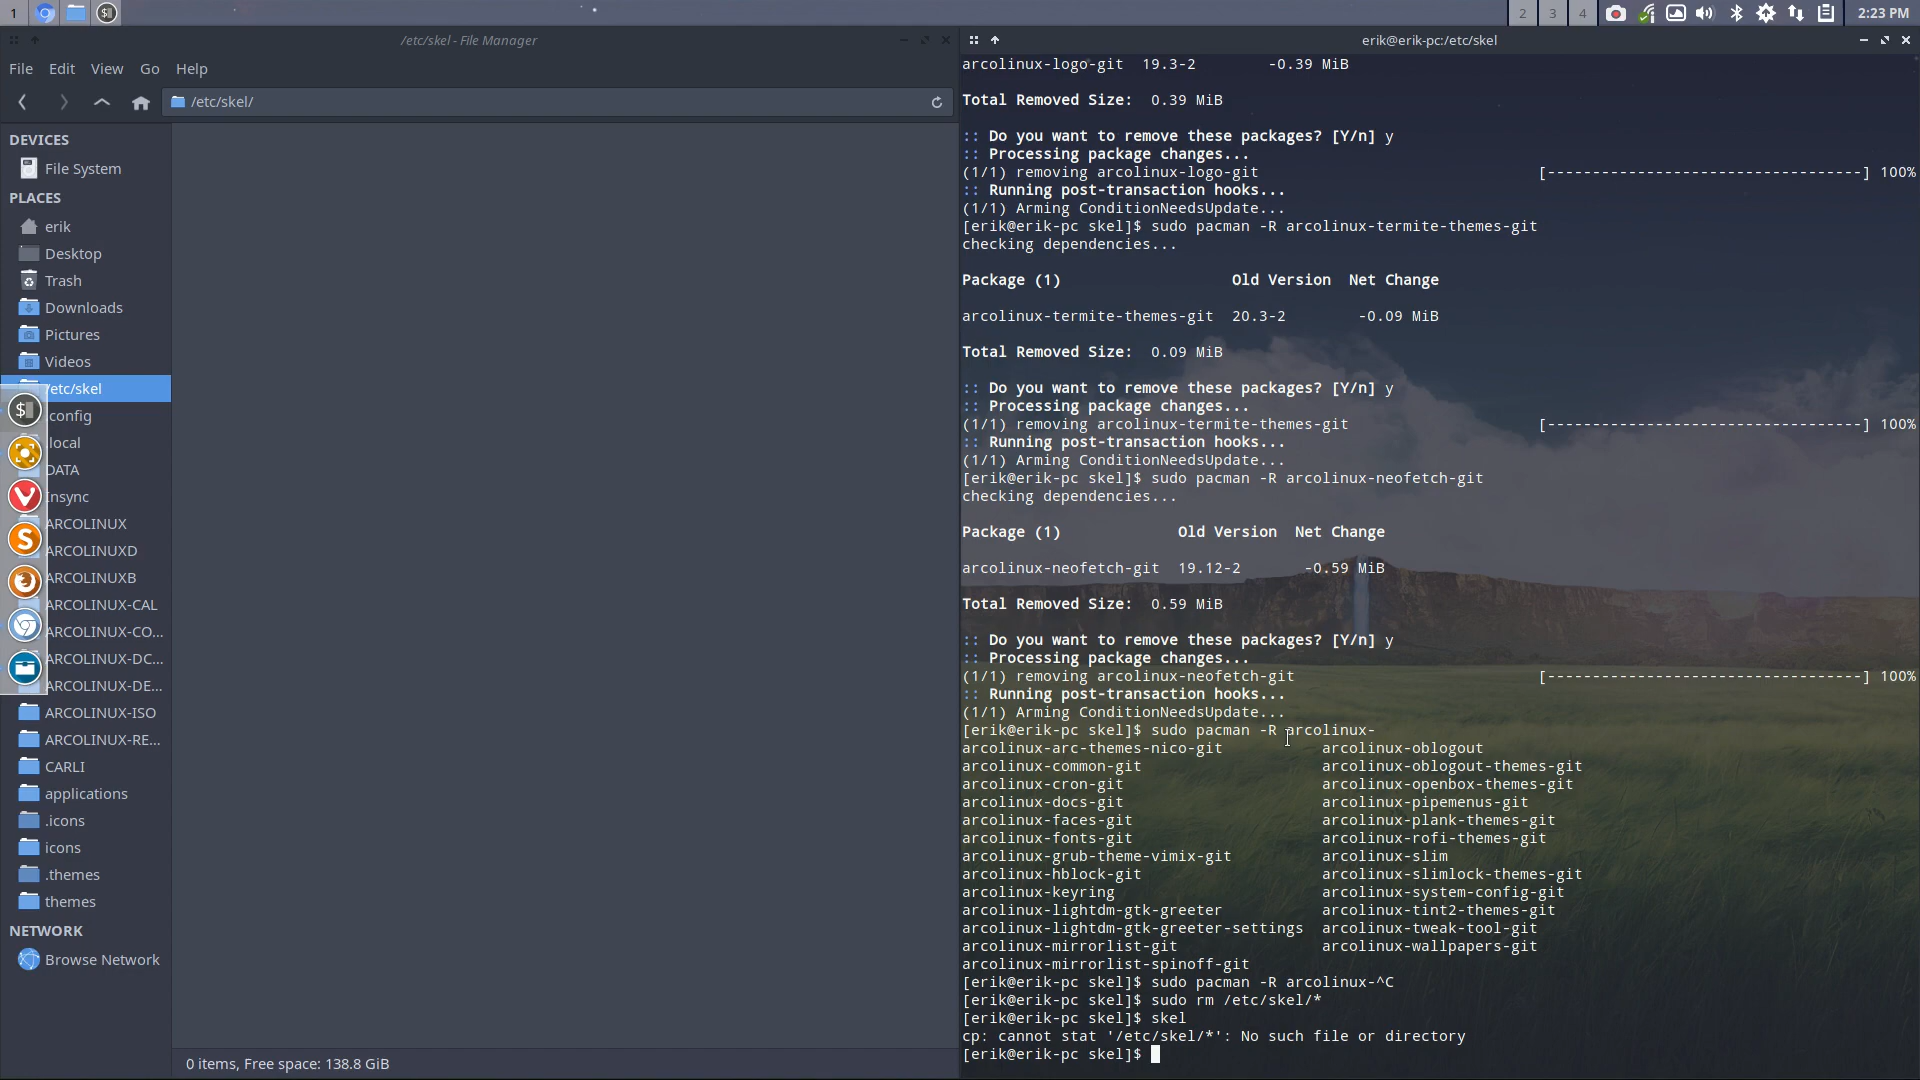 1
2 3 4 2:23 PM
/etc/skel - File Manager
File Edit View Go Help
/etc/skel/
DEVICES
File System
PLACES
erik
Desktop
Trash
Downloads
Pictures
Videos
/etc/skel
.config
.local
DATA
Insync
ARCOLINUX
ARCOLINUXD
ARCOLINUXB
ARCOLINUX-CAL
ARCOLINUX-CO...
ARCOLINUX-DC...
ARCOLINUX-DE...
ARCOLINUX-ISO
ARCOLINUX-RE...
CARLI
applications
.icons
icons
.themes
themes
NETWORK
Browse Network
0 items, Free space: 138.8 GiB
erik@erik-pc:/etc/skel
arcolinux-logo-git 19.3-2 -0.39 MiB
Total Removed Size: 0.39 MiB
:: Do you want to remove these packages? [Y/n] y
:: Processing package changes...
(1/1) removing arcolinux-logo-git [-----------------------------------] 100%
:: Running post-transaction hooks...
(1/1) Arming ConditionNeedsUpdate...
[erik@erik-pc skel]$ sudo pacman -R arcolinux-termite-themes-git
checking dependencies...
Package (1) Old Version Net Change
arcolinux-termite-themes-git 20.3-2 -0.09 MiB
Total Removed Size: 0.09 MiB
:: Do you want to remove these packages? [Y/n] y
:: Processing package changes...
(1/1) removing arcolinux-termite-themes-git [-----------------------------------] 100%
:: Running post-transaction hooks...
(1/1) Arming ConditionNeedsUpdate...
[erik@erik-pc skel]$ sudo pacman -R arcolinux-neofetch-git
checking dependencies...
Package (1) Old Version Net Change
arcolinux-neofetch-git 19.12-2 -0.59 MiB
Total Removed Size: 0.59 MiB
:: Do you want to remove these packages? [Y/n] y
:: Processing package changes...
(1/1) removing arcolinux-neofetch-git [-----------------------------------] 100%
:: Running post-transaction hooks...
(1/1) Arming ConditionNeedsUpdate...
[erik@erik-pc skel]$ sudo pacman -R arcolinux-
arcolinux-arc-themes-nico-git arcolinux-oblogout
arcolinux-common-git arcolinux-oblogout-themes-git
arcolinux-cron-git arcolinux-openbox-themes-git
arcolinux-docs-git arcolinux-pipemenus-git
arcolinux-faces-git arcolinux-plank-themes-git
arcolinux-fonts-git arcolinux-rofi-themes-git
arcolinux-grub-theme-vimix-git arcolinux-slim
arcolinux-hblock-git arcolinux-slimlock-themes-git
arcolinux-keyring arcolinux-system-config-git
arcolinux-lightdm-gtk-greeter arcolinux-tint2-themes-git
arcolinux-lightdm-gtk-greeter-settings arcolinux-tweak-tool-git
arcolinux-mirrorlist-git arcolinux-wallpapers-git
arcolinux-mirrorlist-spinoff-git
[erik@erik-pc skel]$ sudo pacman -R arcolinux-^C
[erik@erik-pc skel]$ sudo rm /etc/skel/*
[erik@erik-pc skel]$ skel
cp: cannot stat '/etc/skel/*': No such file or directory
[erik@erik-pc skel]$